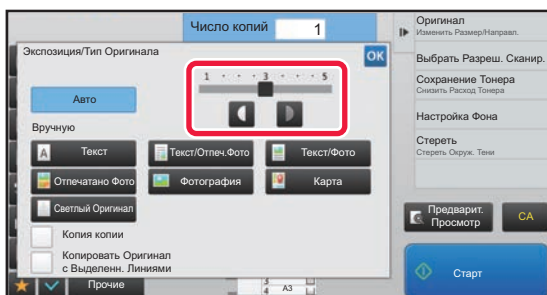 Число копий 1
Экспозиция/Тип Оригинала
OK
1 3 5
Авто
Вручную
Текст
Текст/Отпеч.Фото
Текст/Фото
Отпечатано Фото
Фотография
Карта
Светлый Оригинал
Копия копии
Копировать Оригинал
с Выделенн. Линиями
Прочие
3
4 A3
Оригинал
Изменить Размер/Направл.
Выбрать Разреш. Сканир.
Сохранение Тонера
Снизить Расход Тонера
Настройка Фона
Стереть
Стереть Окруж. Тени
Предварит.
Просмотр
CA
Старт